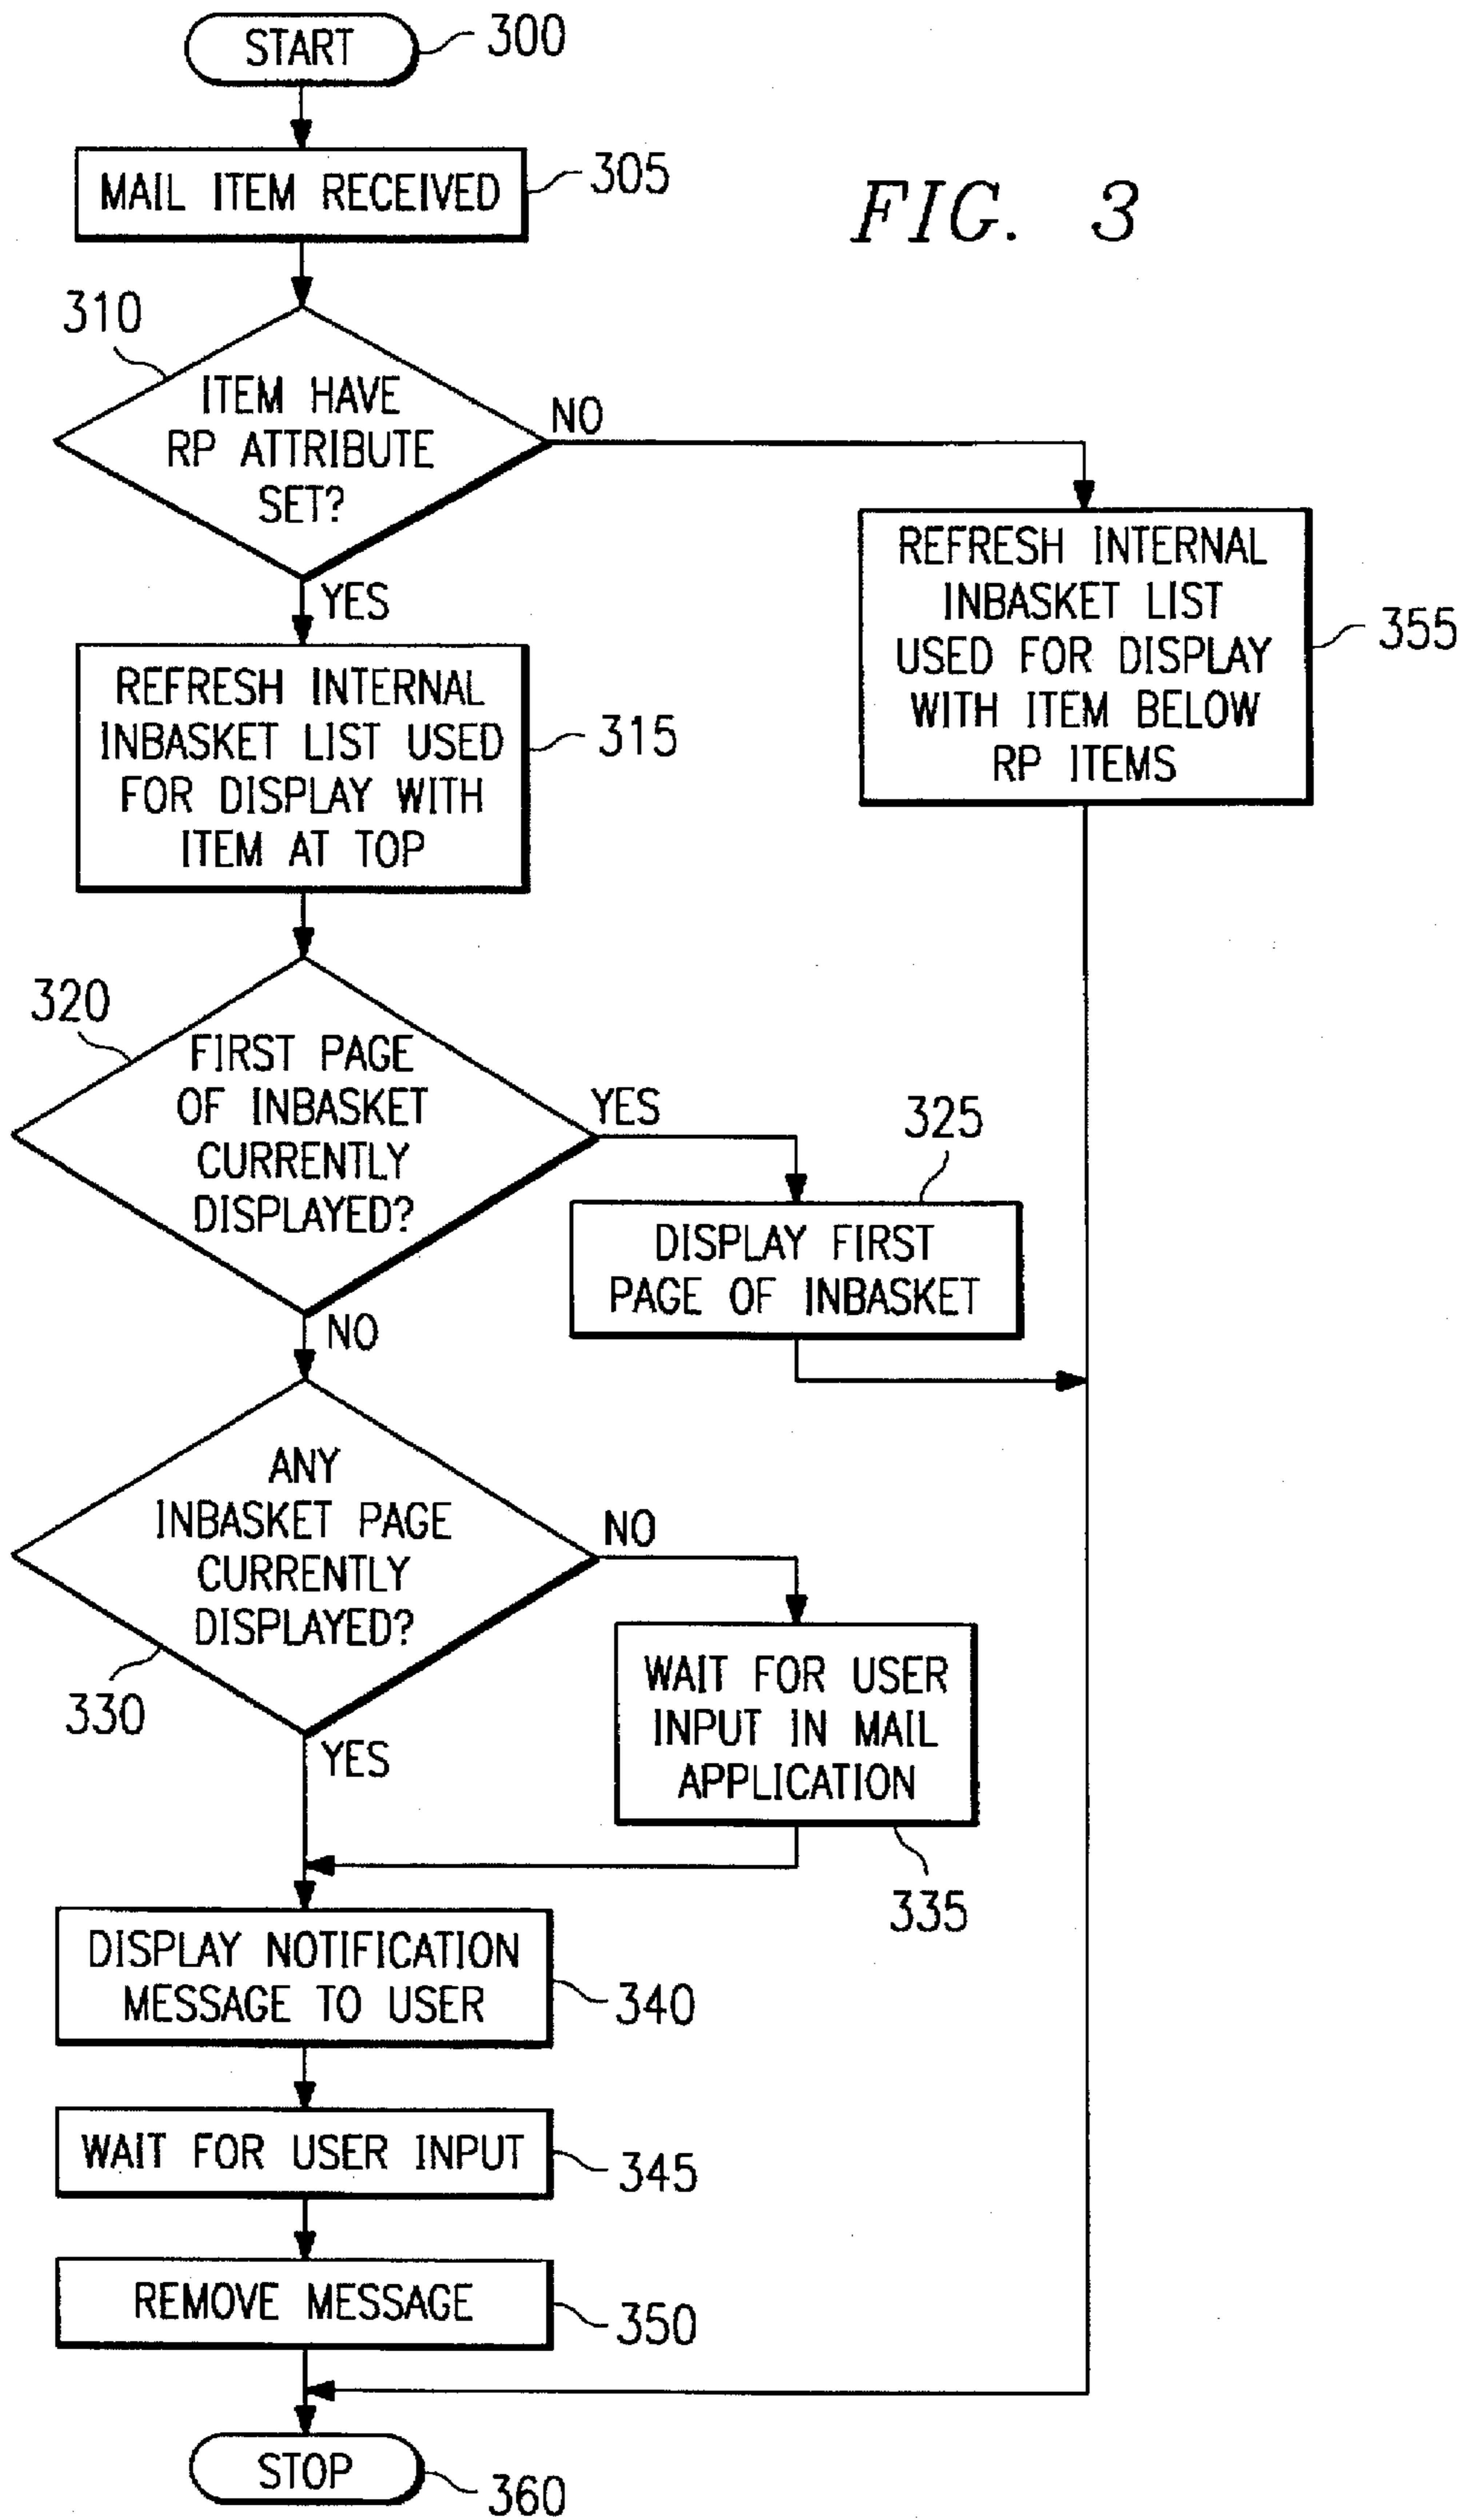 START
300
MAIL ITEM RECEIVED
305
FIG. 3
310
ITEM HAVE
RP ATTRIBUTE
SET?
NO
YES
REFRESH INTERNAL
INBASKET LIST
USED FOR DISPLAY
WITH ITEM BELOW
RP ITEMS
355
REFRESH INTERNAL
INBASKET LIST USED
FOR DISPLAY WITH
ITEM AT TOP
315
320
FIRST PAGE
OF INBASKET
CURRENTLY
DISPLAYED?
YES
325
DISPLAY FIRST
PAGE OF INBASKET
NO
ANY
INBASKET PAGE
CURRENTLY
DISPLAYED?
NO
330
YES
WAIT FOR USER
INPUT IN MAIL
APPLICATION
335
DISPLAY NOTIFICATION
MESSAGE TO USER
340
WAIT FOR USER INPUT
345
REMOVE MESSAGE
350
STOP
360